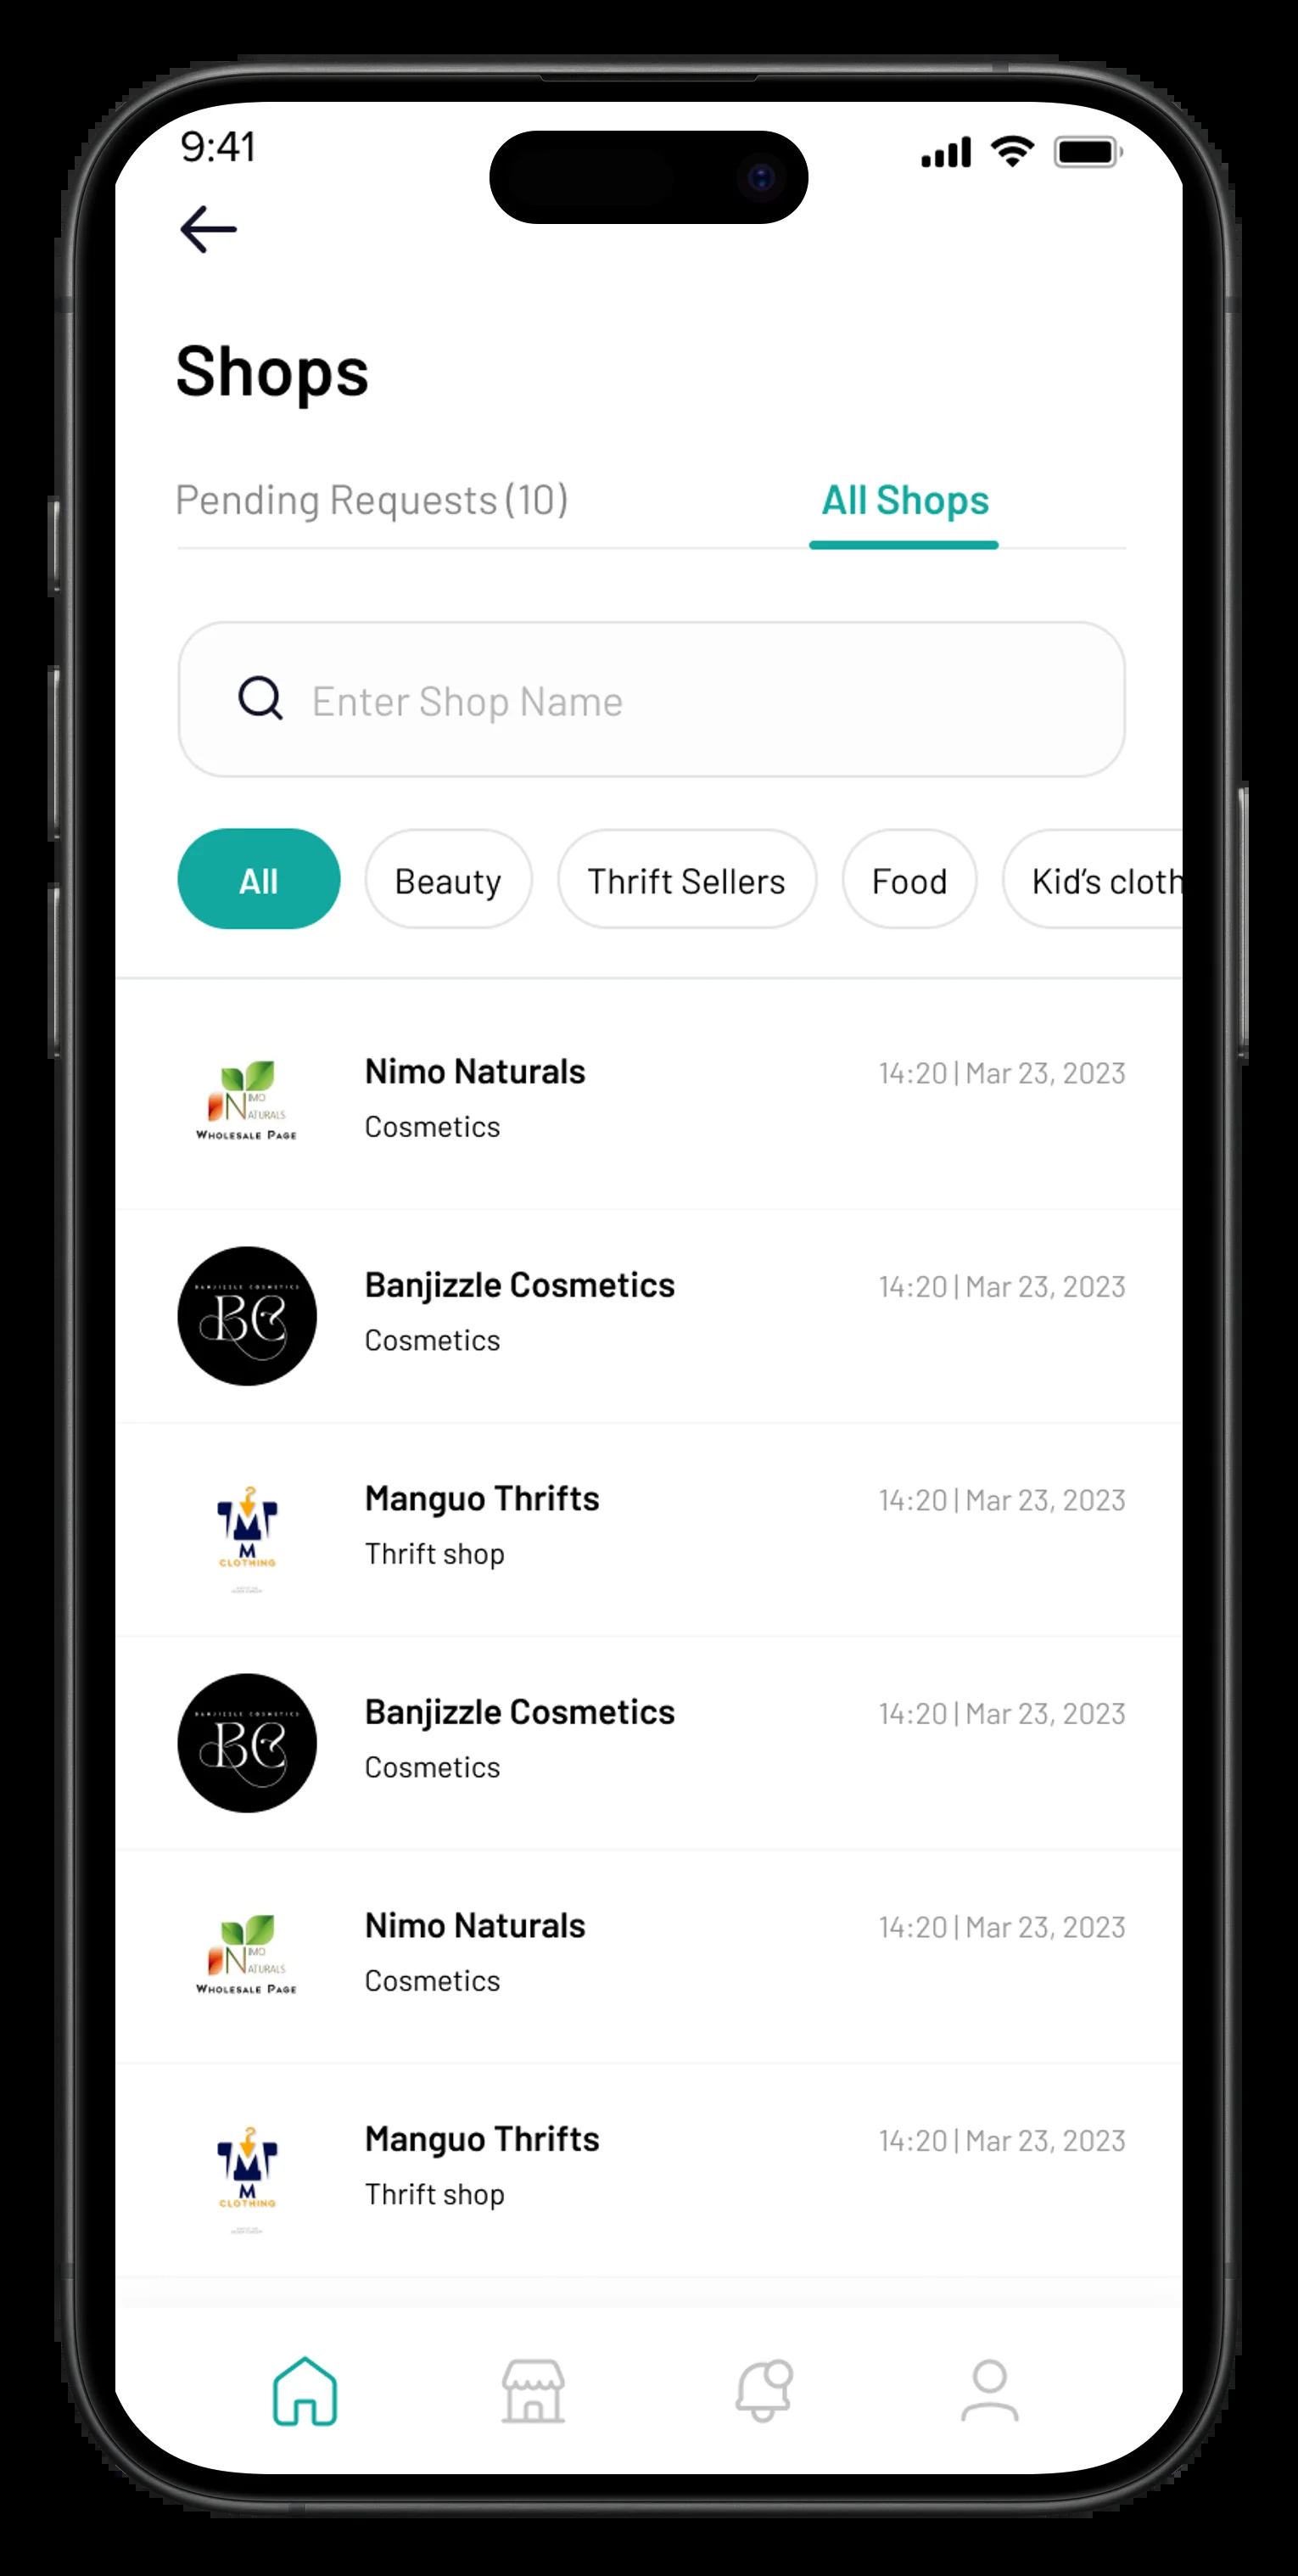 9:41
Shops
Pending Requests (10)
All Shops
Enter Shop Name
All
Beauty
Thrift Sellers
Food
Kid's cloth
Nimo Naturals
14:20 | Mar 23, 2023
Cosmetics
IMO
NATURALS
WHOLESALE PAGE
Banjizzle Cosmetics
14:20 | Mar 23, 2023
Cosmetics
BANJIZZLE COSMETICS
BC
Manguo Thrifts
14:20 | Mar 23, 2023
Thrift shop
M
CLOTHING
Banjizzle Cosmetics
14:20 | Mar 23, 2023
Cosmetics
BANJIZZLE COSMETICS
BC
Nimo Naturals
14:20 | Mar 23, 2023
Cosmetics
IMO
NATURALS
WHOLESALE PAGE
Manguo Thrifts
14:20 | Mar 23, 2023
Thrift shop
M
CLOTHING